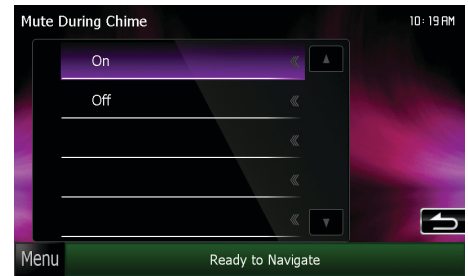 Mute During Chime
10:19 AM
On
Off
Menu
Ready to Navigate